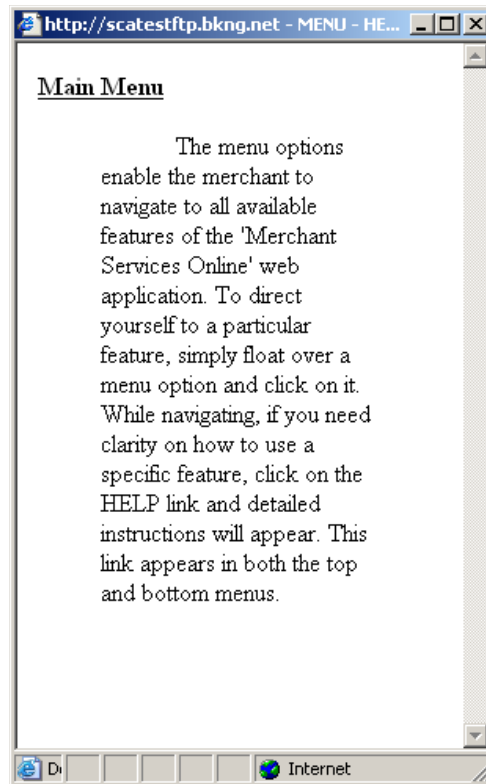 http://scatestftp.bkng.net - MENU - HE...
Main Menu
The menu options
enable the merchant to
navigate to all available
features of the 'Merchant
Services Online' web
application. To direct
yourself to a particular
feature, simply float over a
menu option and click on it.
While navigating, if you need
clarity on how to use a
specific feature, click on the
HELP link and detailed
instructions will appear. This
link appears in both the top
and bottom menus.
Internet